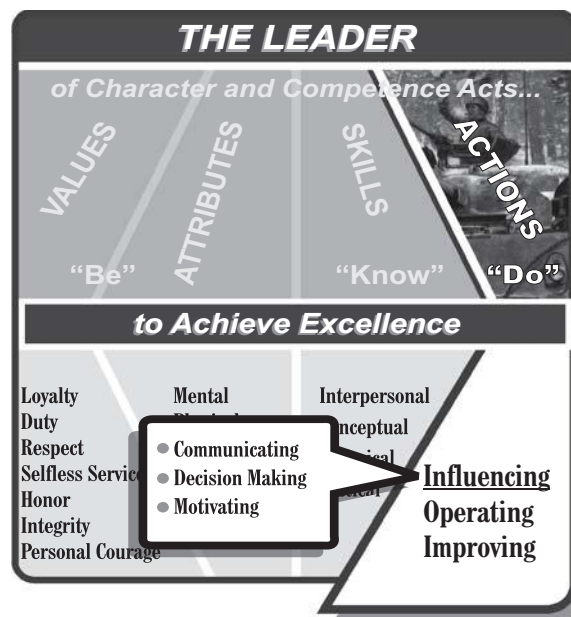 THE LEADER
of Character and Competence Acts...
VALUES
ATTRIBUTES
SKILLS
ACTIONS
“Be”
“Know”
“Do”
to Achieve Excellence
Loyalty
Duty
Respect
Selfless Service
Honor
Integrity
Personal Courage
Mental
Interpersonal
Communicating
Decision Making
Motivating
Influencing
Operating
Improving